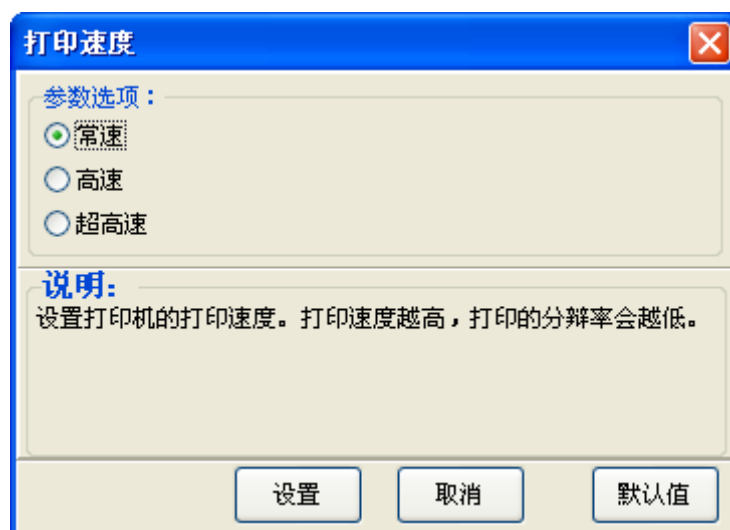 打印速度
参数选项：
常速
高速
超高速
说明:
设置打印机的打印速度。打印速度越高，打印的分辩率会越低。
设置 取消 默认值